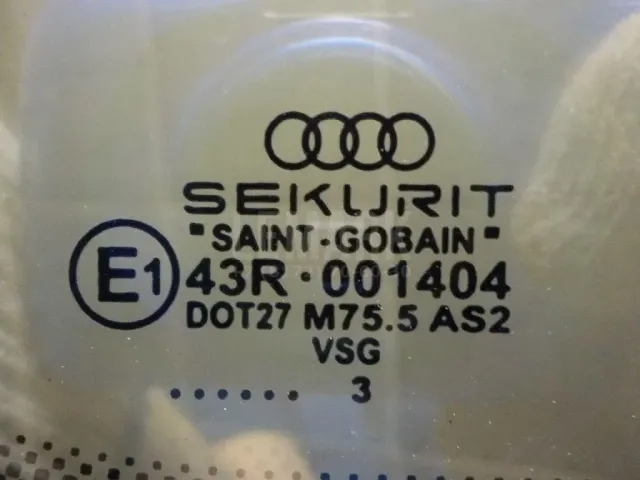 SEKURIT
"SAINT-GOBAIN"
E1 43R·001404
DOT27 M75.5 AS2
VSG
...... 3